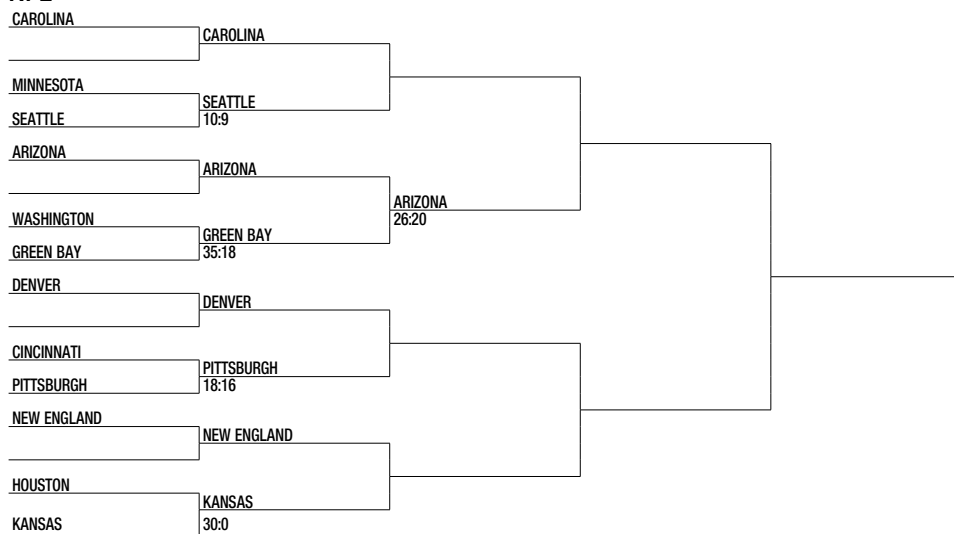 CAROLINA
CAROLINA
MINNESOTA
SEATTLE
SEATTLE
10:9
ARIZONA
ARIZONA
ARIZONA
26:20
WASHINGTON
GREEN BAY
GREEN BAY
35:18
DENVER
DENVER
CINCINNATI
PITTSBURGH
PITTSBURGH
18:16
NEW ENGLAND
NEW ENGLAND
HOUSTON
KANSAS
KANSAS
30:0